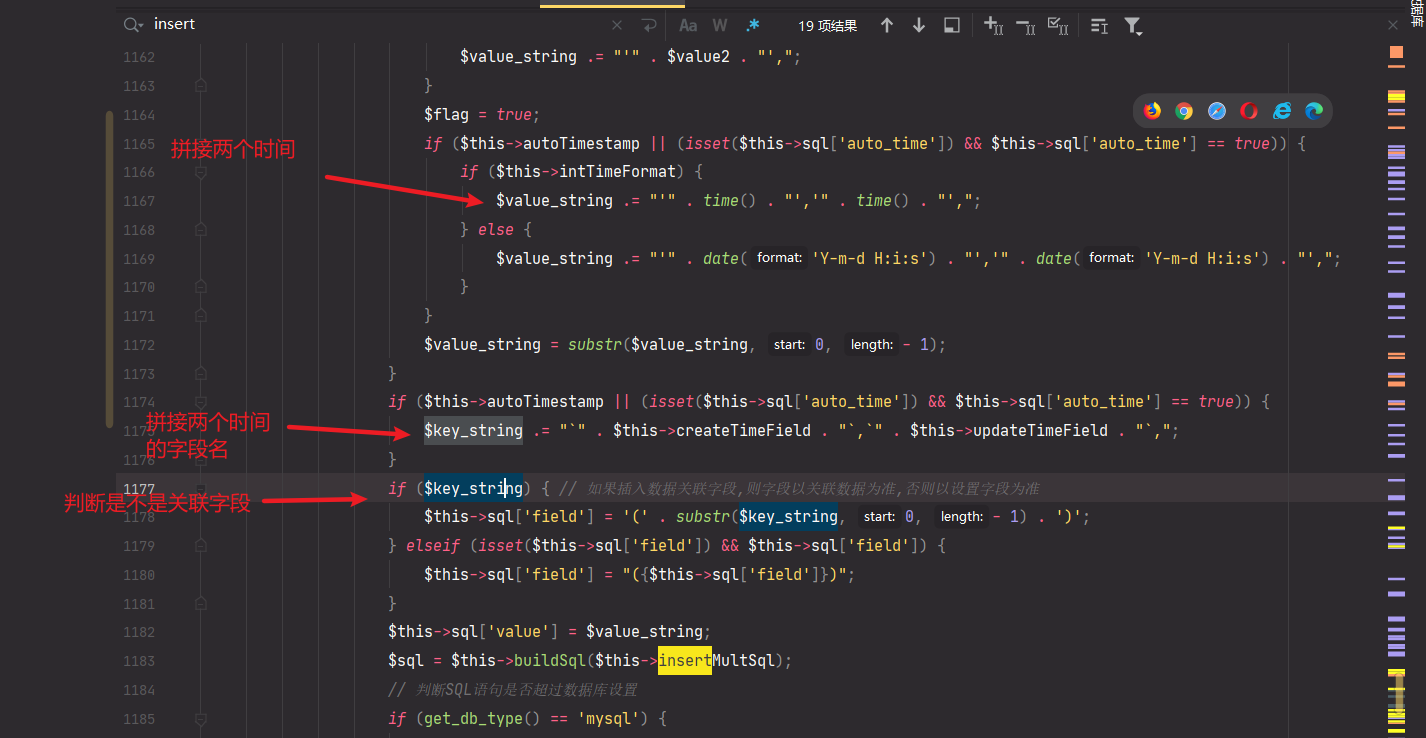 insert
Aa W .* 19 项结果
数据库
1162 $value_string .= "'" . $value2 . "',";
1163 }
1164 $flag = true;
拼接两个时间
1165 if ($this->autoTimestamp || (isset($this->sql['auto_time']) && $this->sql['auto_time'] == true)) {
1166 if ($this->intTimeFormat) {
1167 $value_string .= "'" . time() . "','" . time() . "',";
1168 } else {
1169 $value_string .= "'" . date( format: 'Y-m-d H:i:s') . "','" . date( format: 'Y-m-d H:i:s') . "',";
1170 }
1171 }
1172 $value_string = substr($value_string, start: 0, length: - 1);
1173 }
1174 if ($this->autoTimestamp || (isset($this->sql['auto_time']) && $this->sql['auto_time'] == true)) {
拼接两个时间
的字段名
1175 $key_string .= "`" . $this->createTimeField . "`,`" . $this->updateTimeField . "`,";
1176 }
判断是不是关联字段
1177 if ($key_string) { // 如果插入数据关联字段,则字段以关联数据为准,否则以设置字段为准
1178 $this->sql['field'] = '(' . substr($key_string, start: 0, length: - 1) . ')';
1179 } elseif (isset($this->sql['field']) && $this->sql['field']) {
1180 $this->sql['field'] = "({$this->sql['field']})";
1181 }
1182 $this->sql['value'] = $value_string;
1183 $sql = $this->buildSql($this->insertMultSql);
1184 // 判断SQL语句是否超过数据库设置
1185 if (get_db_type() == 'mysql') {